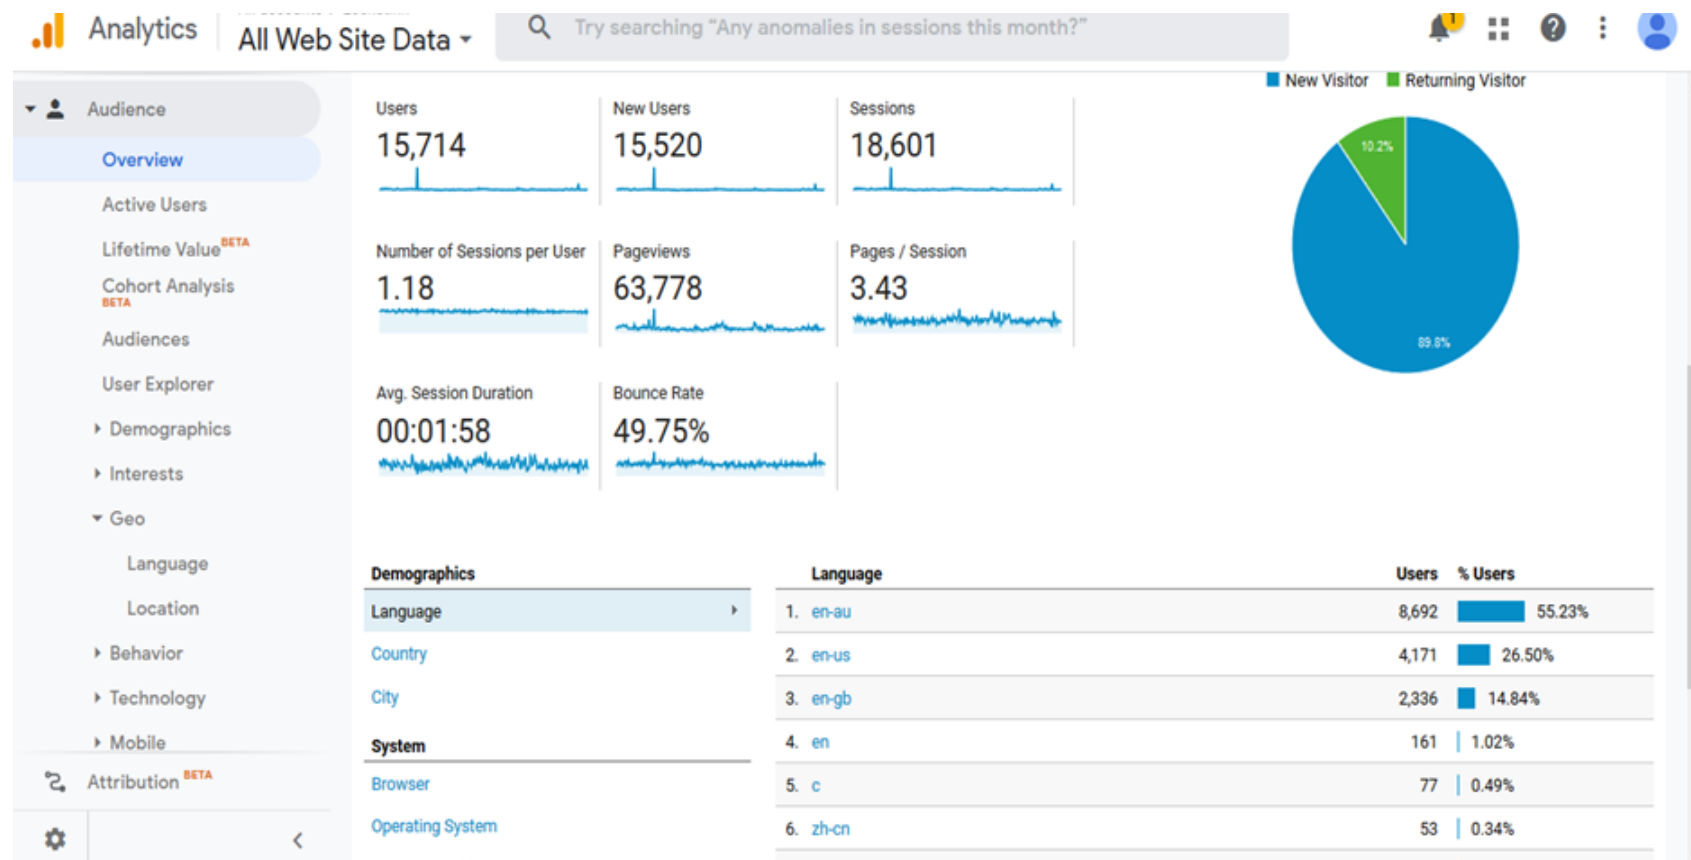 Analytics
All Web Site Data
Try searching “Any anomalies in sessions this month?”
1
Audience
Overview
Active Users
Lifetime Value BETA
Cohort Analysis
BETA
Audiences
User Explorer
Demographics
Interests
Geo
Language
Location
Behavior
Technology
Mobile
Attribution BETA
New Visitor Returning Visitor
Users New Users Sessions
15,714 15,520 18,601
Number of Sessions per User Pageviews Pages / Session
1.18 63,778 3.43
Avg. Session Duration Bounce Rate
00:01:58 49.75%
10.2%
89.8%
Demographics
Language
Country
City
System
Browser
Operating System
Language Users % Users
1. en-au 8,692 55.23%
2. en-us 4,171 26.50%
3. en-gb 2,336 14.84%
4. en 161 1.02%
5. c 77 0.49%
6. zh-cn 53 0.34%